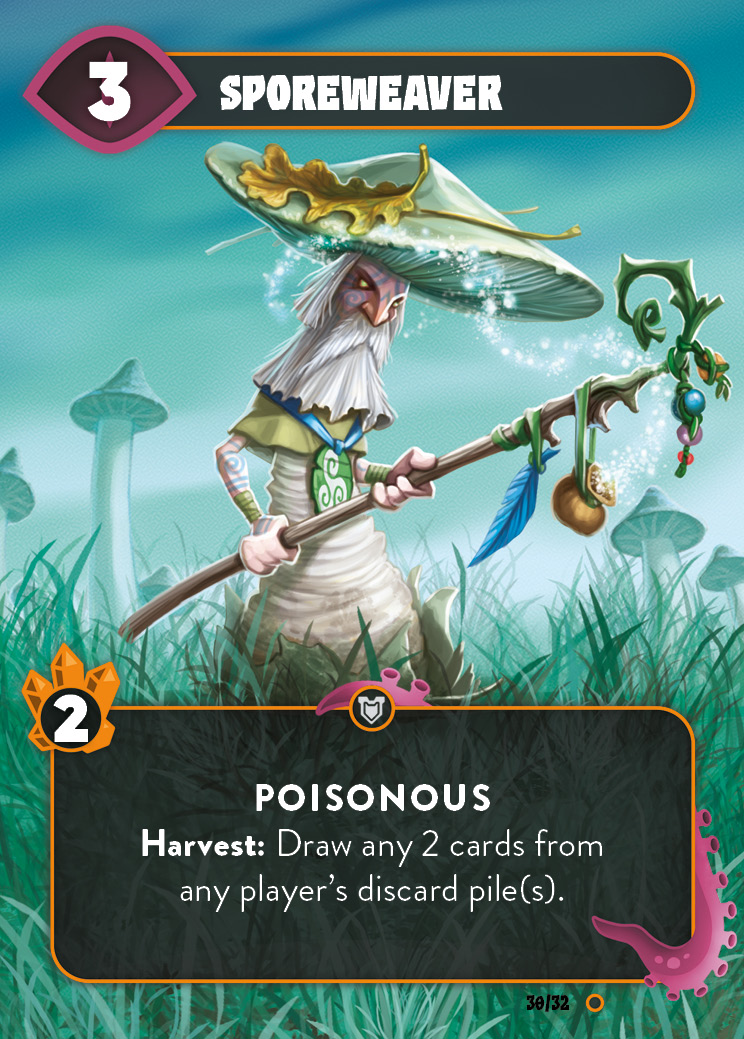 3
SPOREWEAVER
2
POISONOUS
Harvest: Draw any 2 cards from
any player's discard pile(s).
30/32